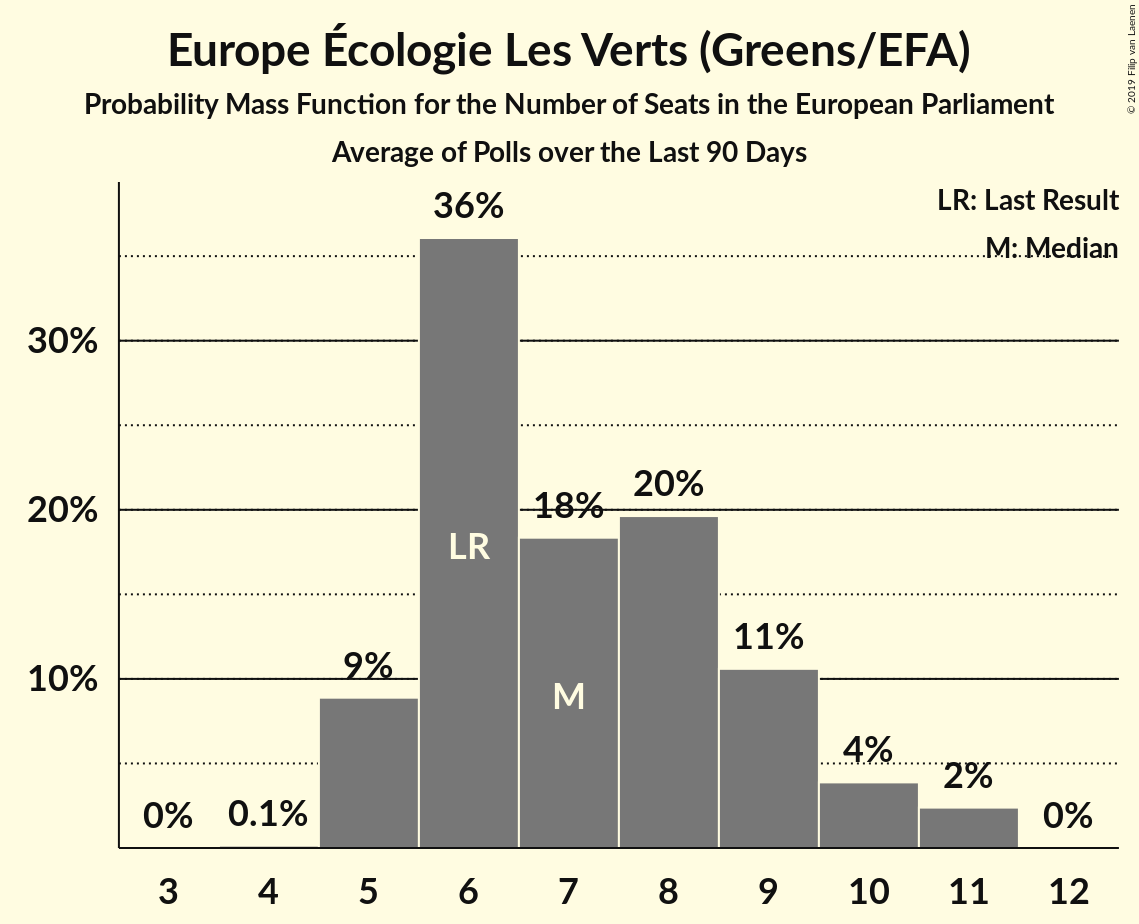 Europe Écologie Les Verts (Greens/EFA)
Probability Mass Function for the Number of Seats in the European Parliament
Average of Polls over the Last 90 Days
© 2019 Filip van Laenen
LR: Last Result
M: Median
30%
20%
10%
0%
0.1%
9%
36%
18%
20%
11%
4%
2%
0%
LR
M
3 4 5 6 7 8 9 10 11 12